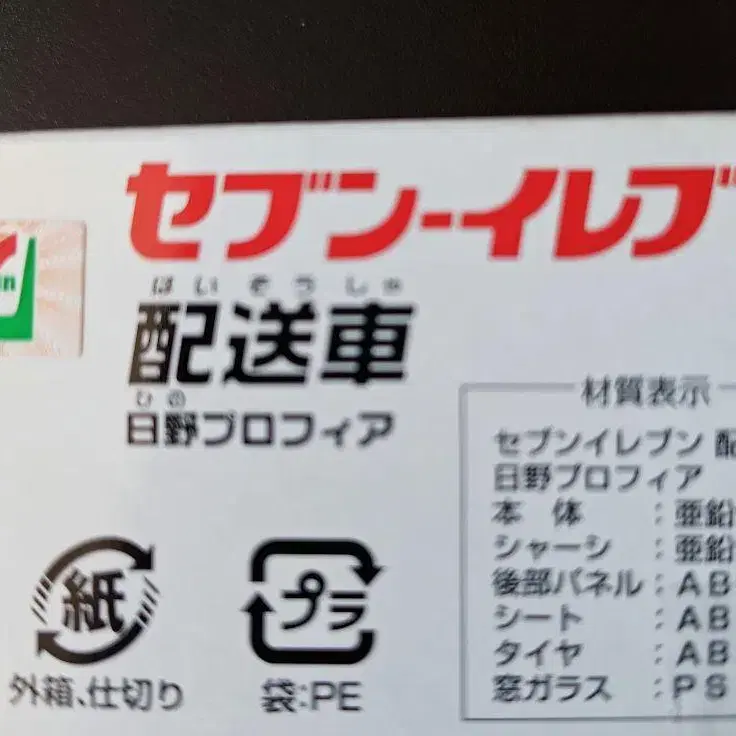 セブン-イレブ
はいそうしゃ
配送車
ひの
日野プロフィア
材質表示
セブンイレブン 配
日野プロフィア
本体:亜鉛
シャーシ:亜鉛
後部パネル:AB
シート:AB
タイヤ:AB
窓ガラス:PS
紙
外箱、仕切り
プラ
袋:PE